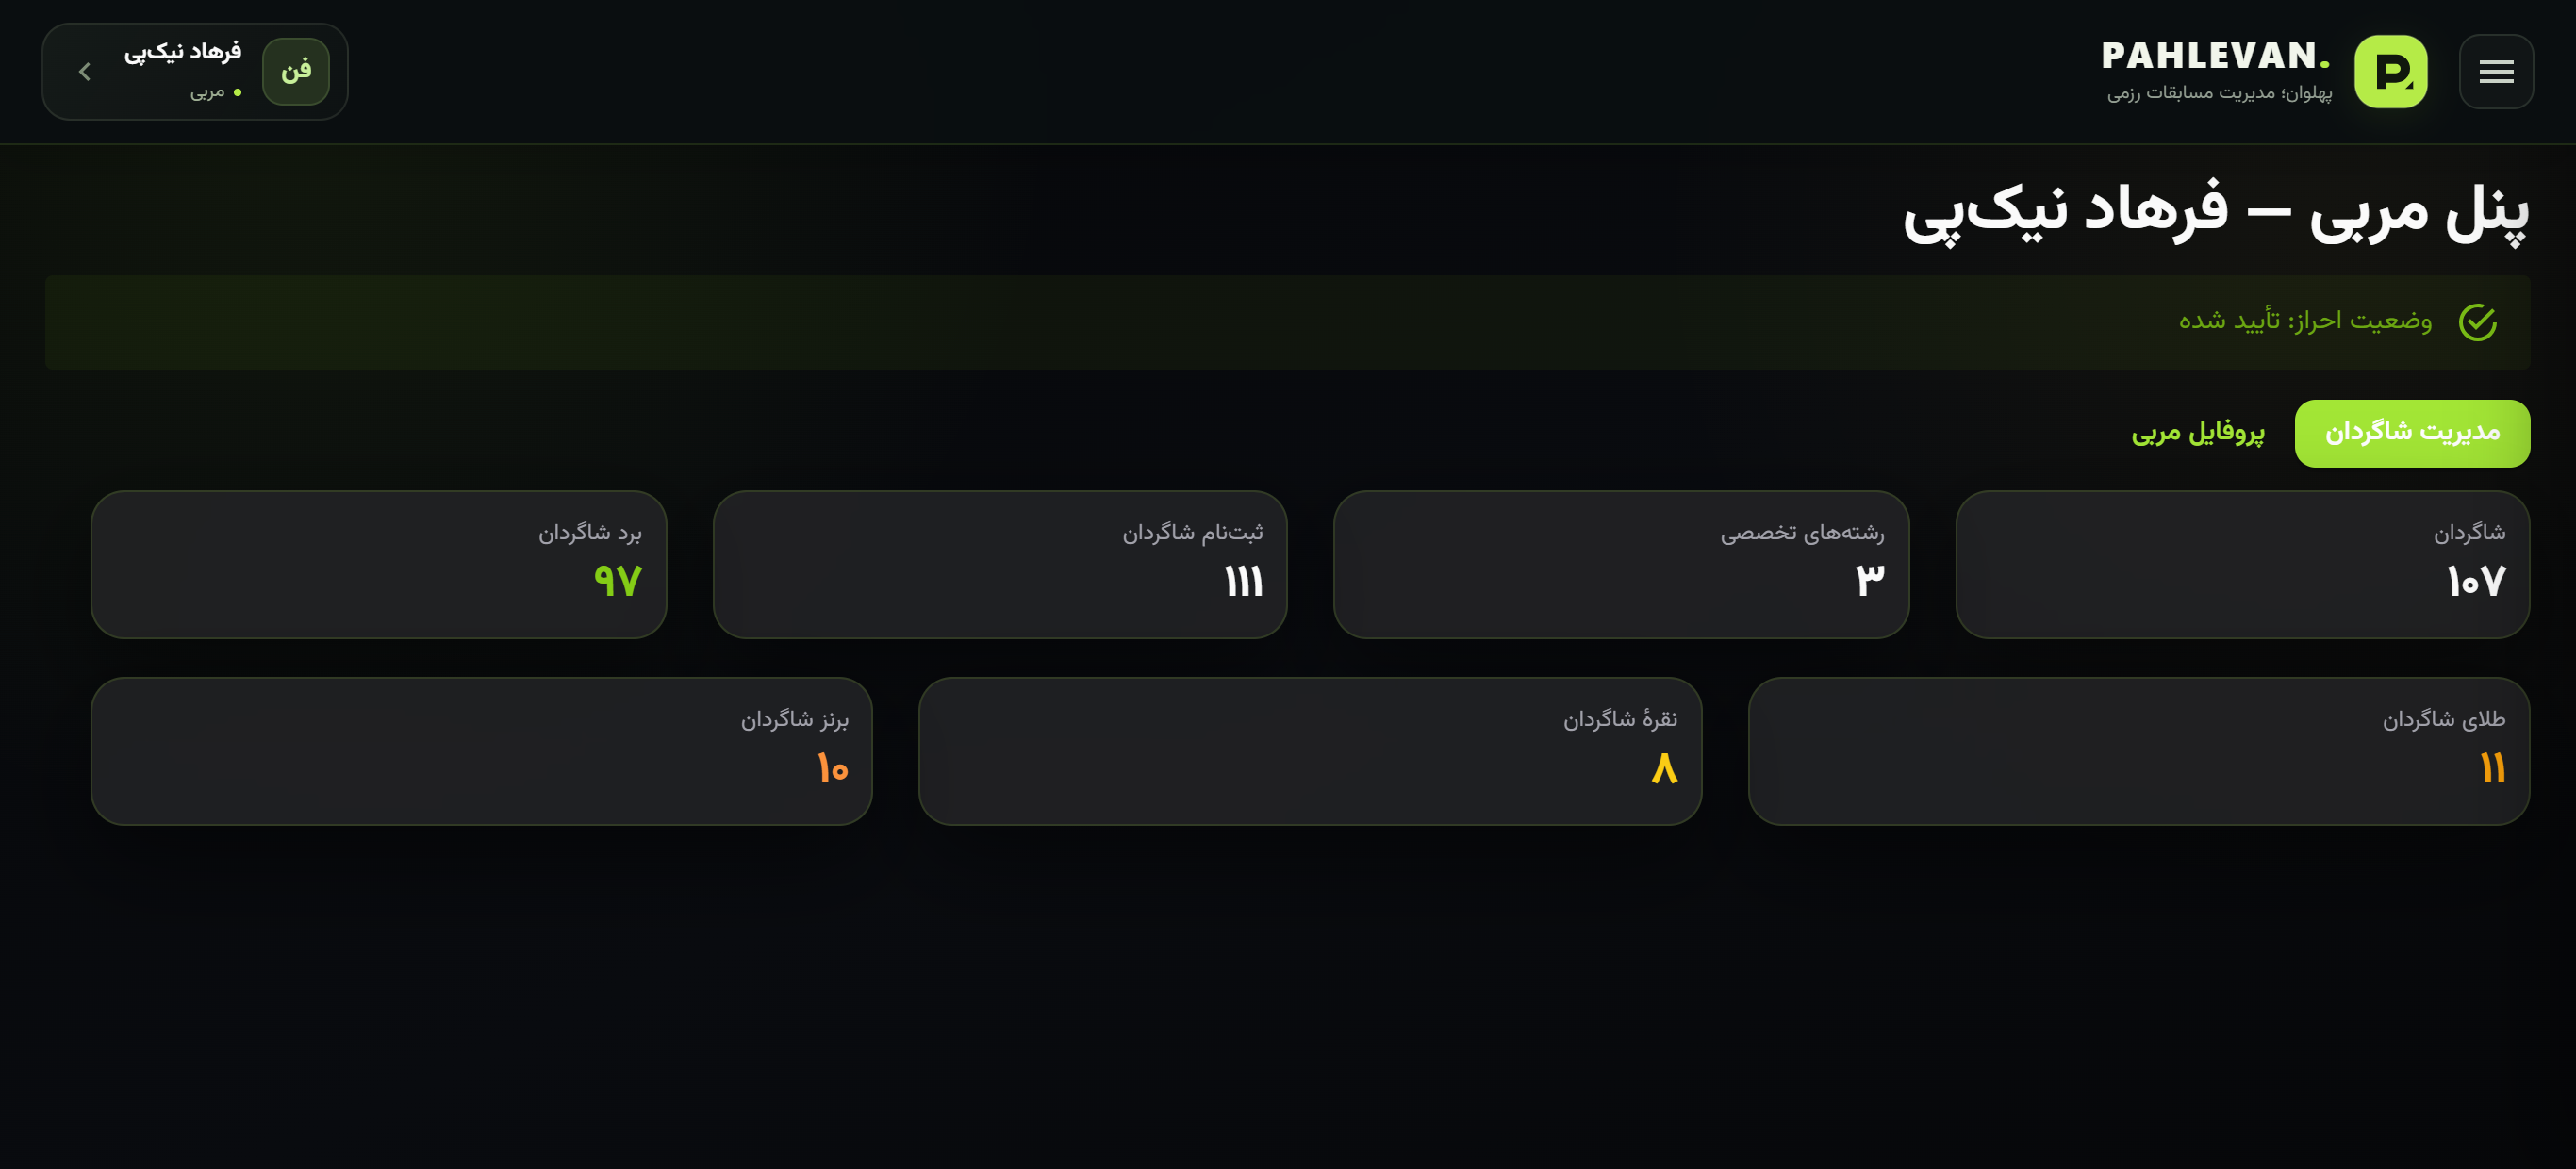 PAHLEVAN.
پهلوان؛ مدیریت مسابقات رزمی
فن
فرهاد نیک‌پی
مربی
پنل مربی — فرهاد نیک‌پی
وضعیت احراز: تأیید شده
مدیریت شاگردان
پروفایل مربی
شاگردان
۱۰۷
رشته‌های تخصصی
۳
ثبت‌نام شاگردان
۱۱۱
برد شاگردان
۹۷
طلای شاگردان
۱۱
نقرهٔ شاگردان
۸
برنز شاگردان
۱۰